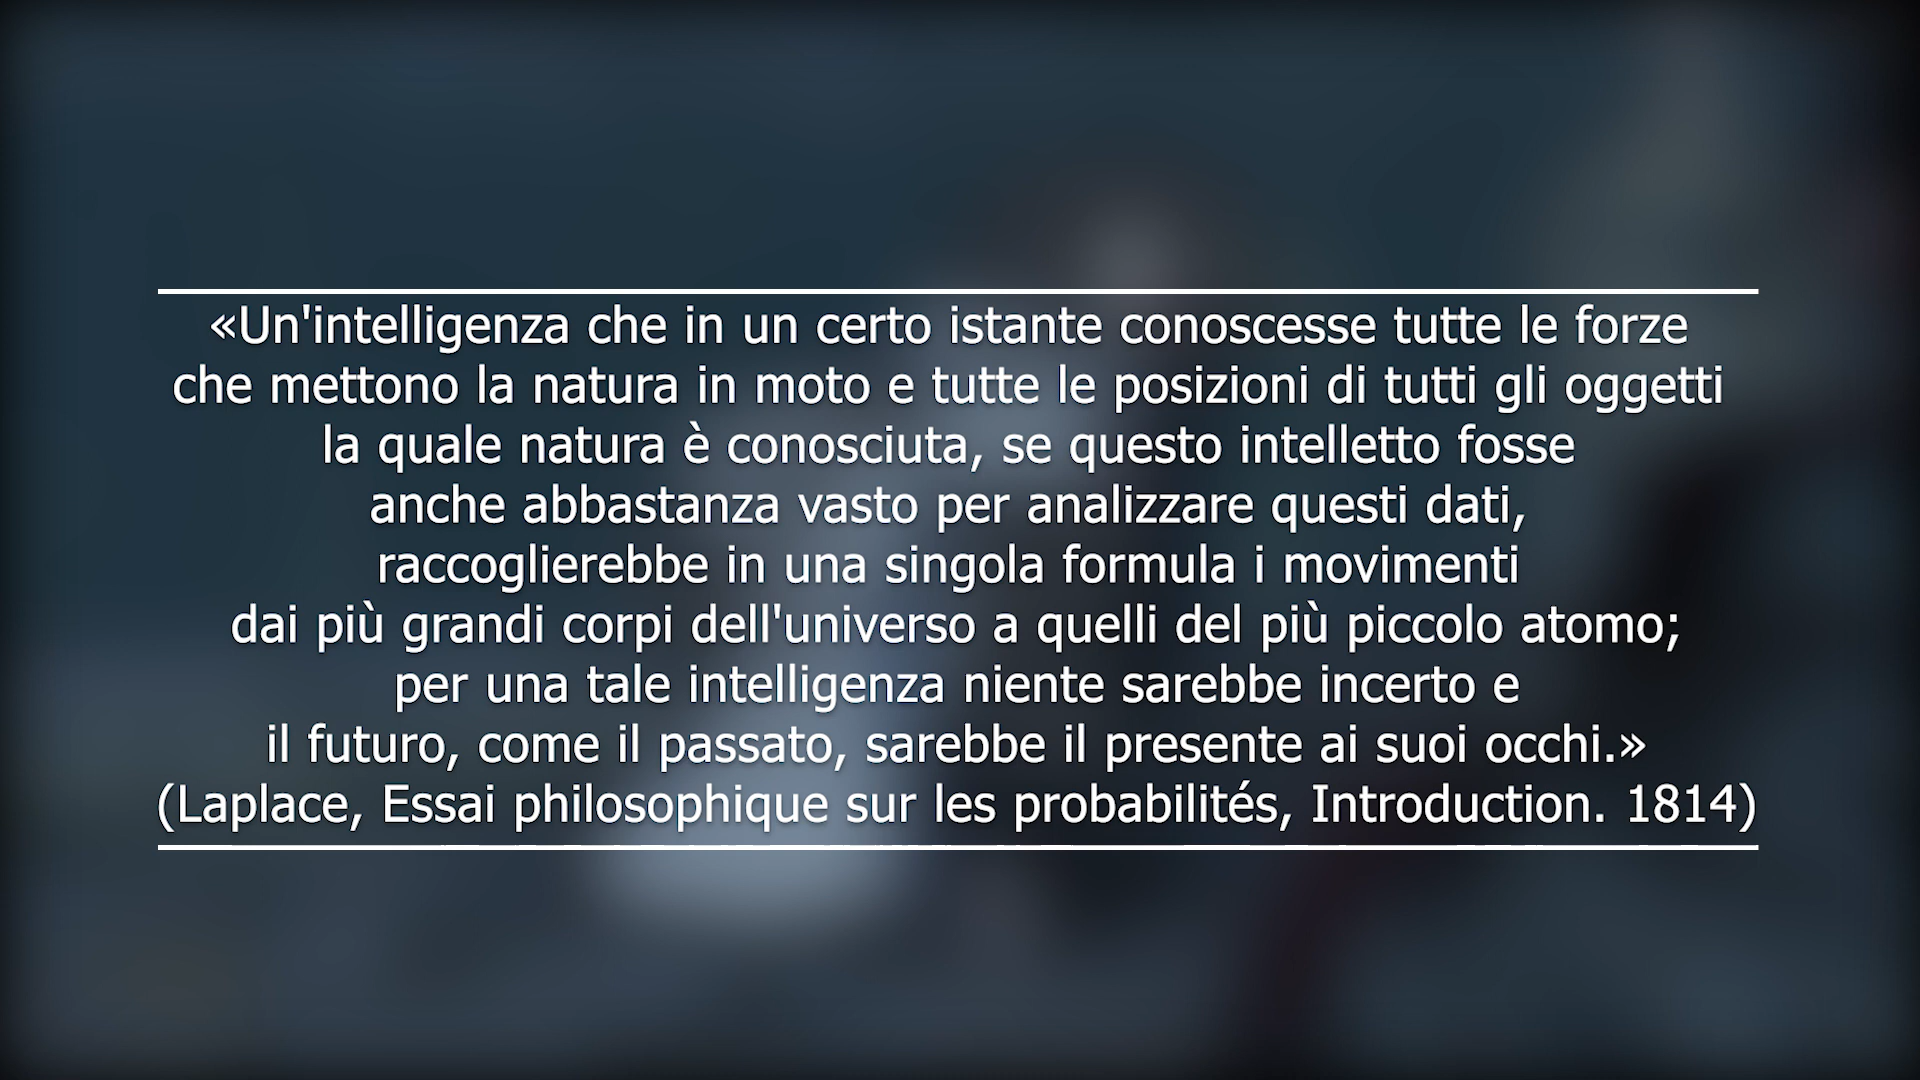 «Un'intelligenza che in un certo istante conoscesse tutte le forze
che mettono la natura in moto e tutte le posizioni di tutti gli oggetti
la quale natura è conosciuta, se questo intelletto fosse
anche abbastanza vasto per analizzare questi dati,
raccoglierebbe in una singola formula i movimenti
dai più grandi corpi dell'universo a quelli del più piccolo atomo;
per una tale intelligenza niente sarebbe incerto e
il futuro, come il passato, sarebbe il presente ai suoi occhi.»
(Laplace, Essai philosophique sur les probabilités, Introduction. 1814)